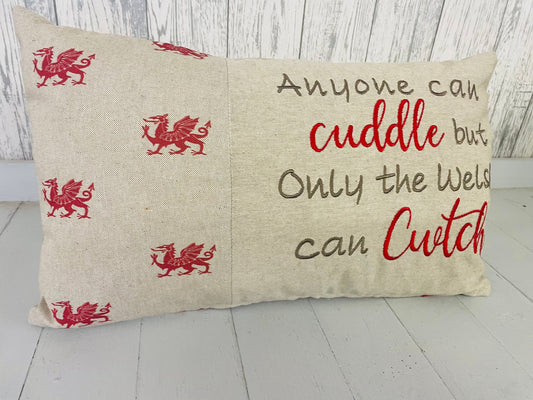 Anyone can
cuddle but
Only the Wels
can Cwtch